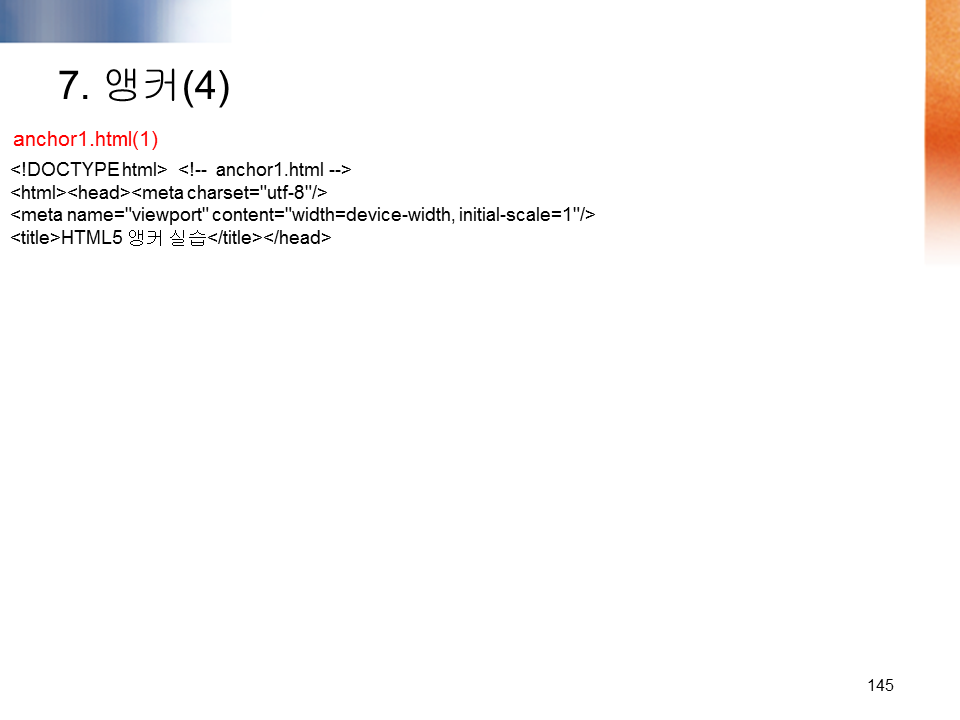 7. 앵커(4)
anchor1.html(1)
<!DOCTYPE html>  <!--  anchor1.html -->
<html><head><meta charset="utf-8"/>
<meta name="viewport" content="width=device-width, initial-scale=1"/>
<title>HTML5 앵커 실습</title></head>
145